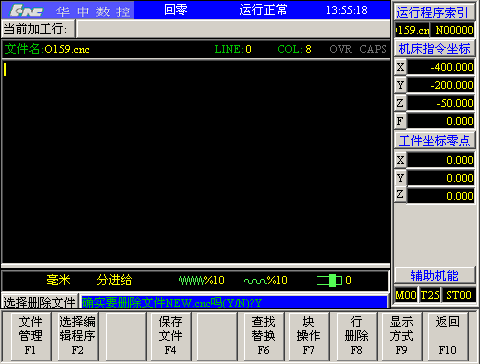 华中数控 回零 运行正常 13:55:18
当前加工行:
文件名:O159.cnc LINE:0 COL: 8 OVR CAPS
毫米 分进给 %10 %10 0
选择删除文件 确实要删除文件NEW.cnc吗(Y/N)?Y
运行程序索引
O159.cn N00000
机床指令坐标
X -400.000
Y -200.000
Z -50.000
F 0.000
工件坐标零点
X 0.000
Y 0.000
Z 0.000
辅助机能
M00 T25 ST00
文件管理 F1
选择编辑程序 F2
保存文件 F4
查找替换 F6
块操作 F7
行删除 F8
显示方式 F9
返回 F10